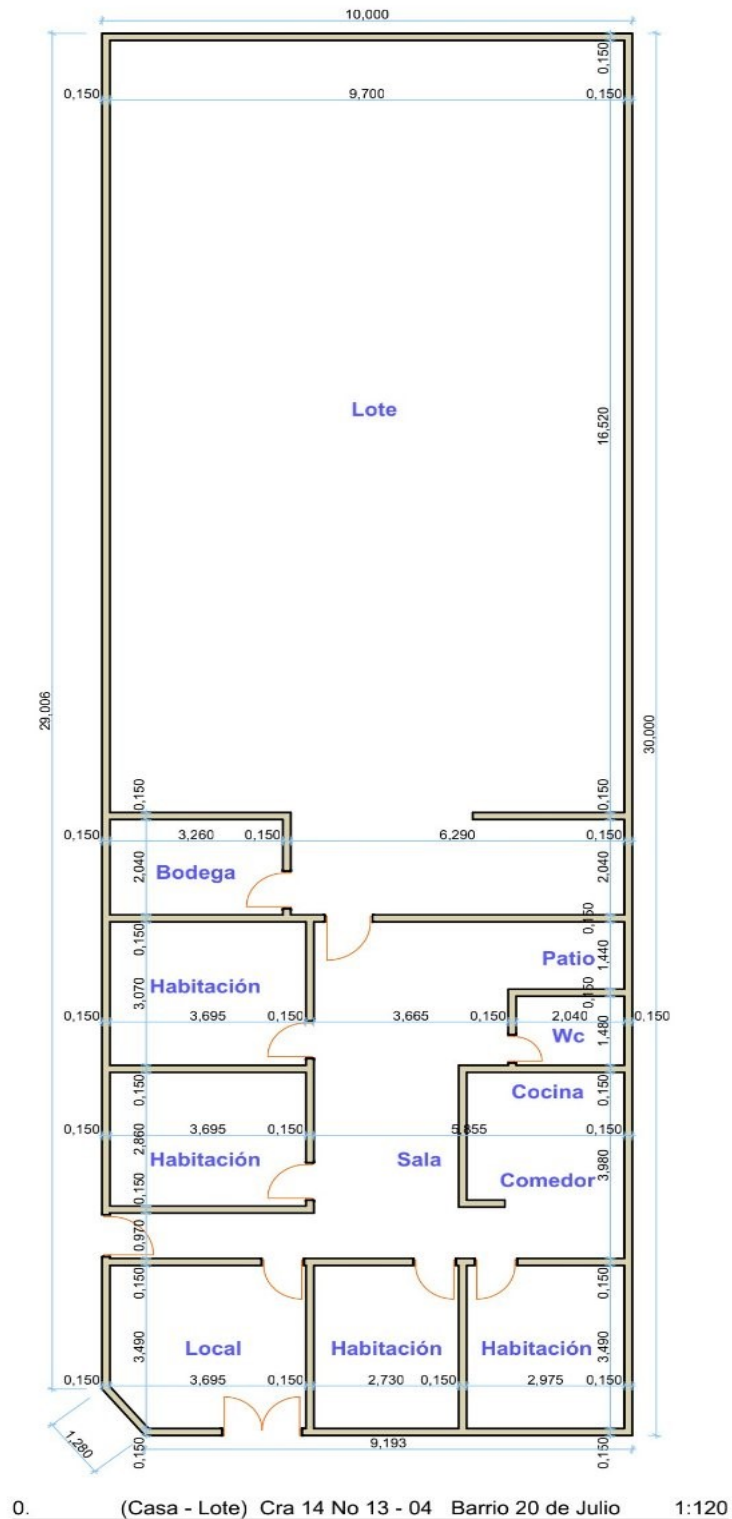 10,000
0,150
0,150 9,700 0,150
Lote
16,520
29,006
30,000
0,150 0,150
0,150 3,260 0,150 6,290 0,150
2,040 Bodega 2,040
0,150 0,150
Patio 1,440
Habitación
3,070 0,150
0,150 3,695 0,150 3,665 0,150 2,040 0,150
Wc 1,480
0,150 Cocina 0,150
0,150 3,695 0,150 5,855 0,150
2,860
Habitación Sala Comedor 3,980
0,150
0,970
0,150 0,150
Local Habitación Habitación
3,490 3,490
0,150 3,695 0,150 2,730 0,150 2,975 0,150
1,280
0,150 9,193 0,150
0. (Casa - Lote) Cra 14 No 13 - 04 Barrio 20 de Julio 1:120